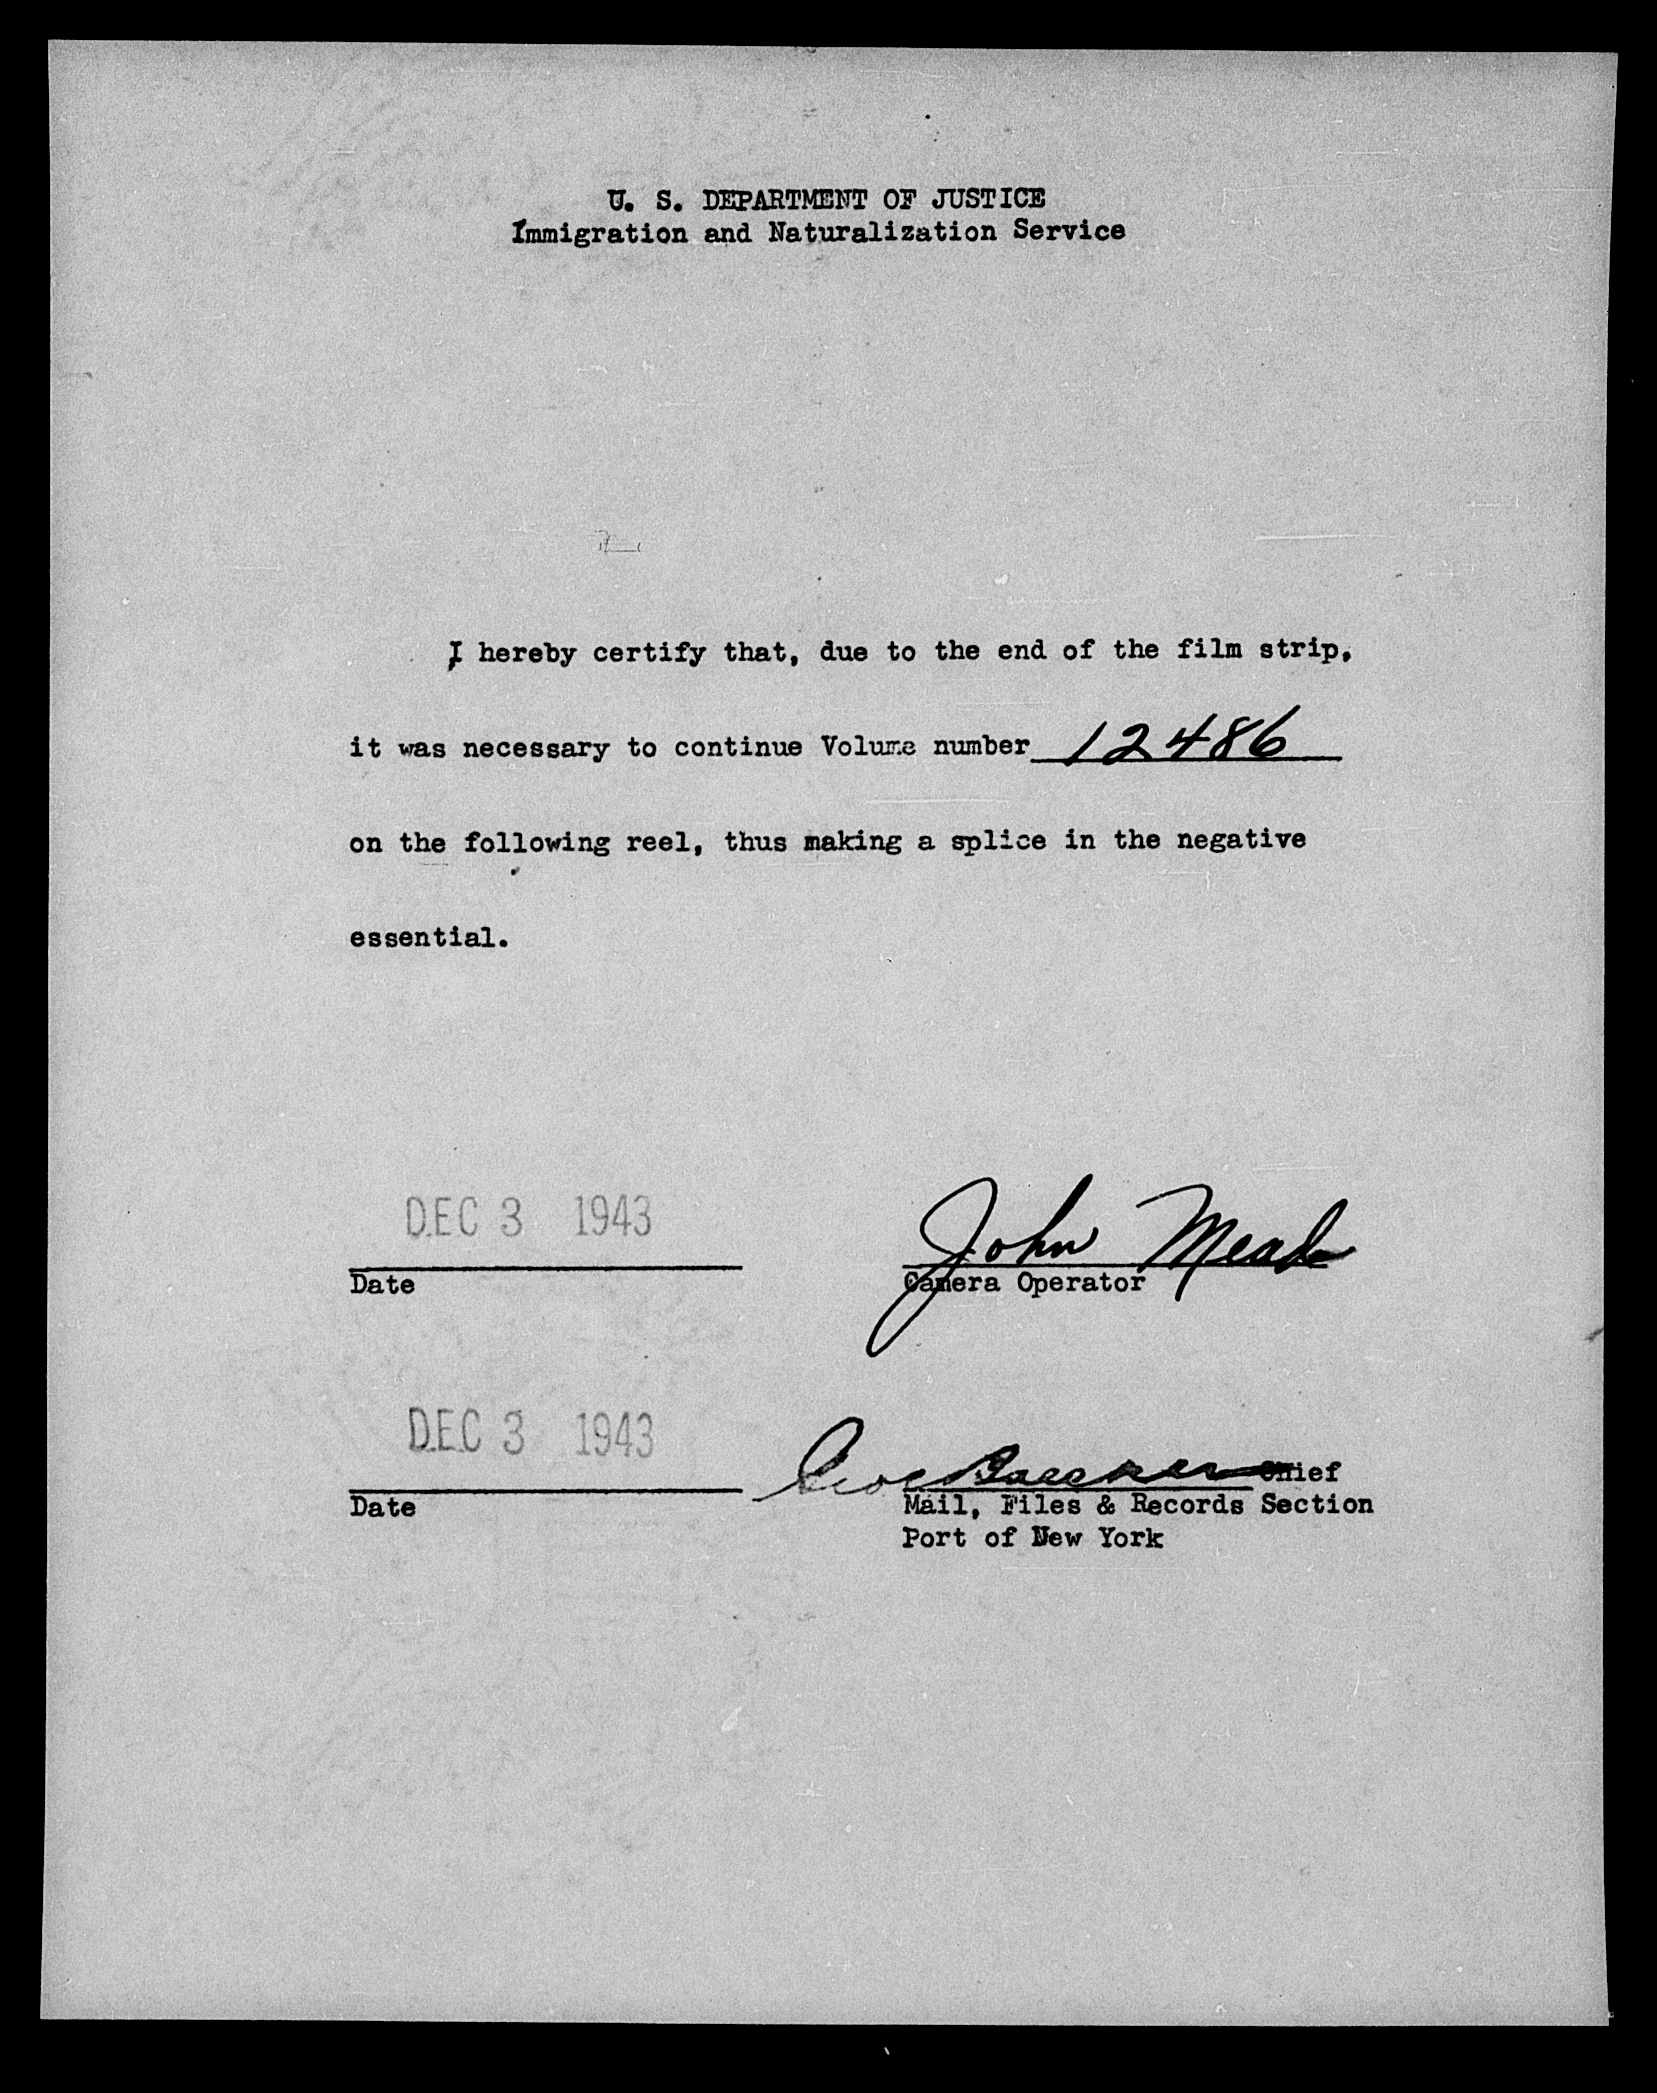 U. S. DEPARTMENT OF JUSTICE
Immigration and Naturalization Service
I hereby certify that, due to the end of the film strip,
it was necessary to continue Volume number 12486
on the following reel, thus making a splice in the negative
essential.
DEC 3 1943 John Mead
Date Camera Operator
DEC 3 1943 Chief
Date Mail, Files & Records Section
Port of New York